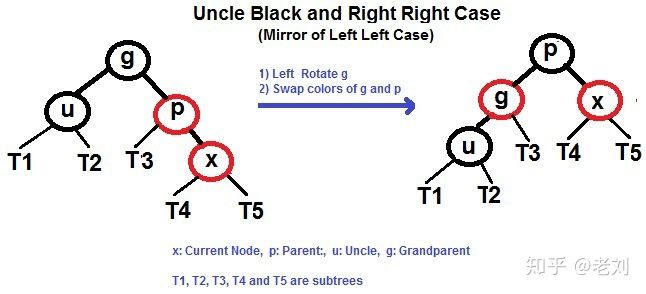 Uncle Black and Right Right Case
(Mirror of Left Left Case)
g
u
p
T1
T2
T3
x
T4
T5
1) Left Rotate g
2) Swap colors of g and p
p
g
x
u
T3
T4
T5
T1
T2
x: Current Node, p: Parent:, u: Uncle, g: Grandparent
T1, T2, T3, T4 and T5 are subtrees
知乎 @老刘